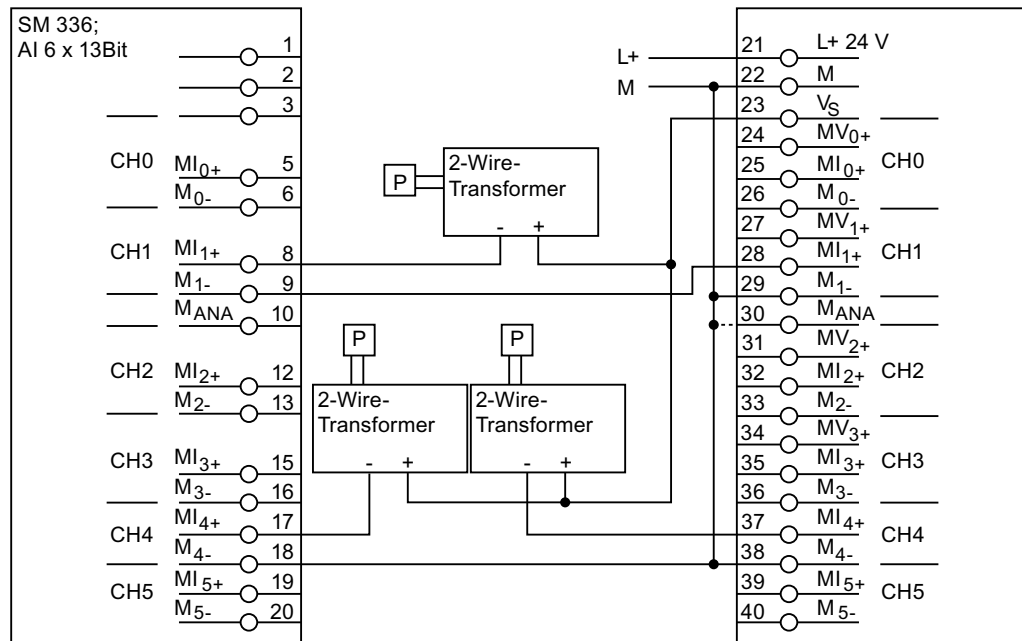 SM 336;
AI 6 x 13Bit
1
2
3
CH0
MI0+ 5
M0- 6
CH1
MI1+ 8
M1- 9
MANA 10
CH2
MI2+ 12
M2- 13
CH3
MI3+ 15
M3- 16
CH4
MI4+ 17
M4- 18
CH5
MI5+ 19
M5- 20
P
2-Wire-
Transformer
- +
P
2-Wire-
Transformer
- +
P
2-Wire-
Transformer
- +
L+
M
21 L+ 24 V
22 M
23 VS
24 MV0+
25 MI0+
CH0
26 M0-
27 MV1+
28 MI1+
CH1
29 M1-
30 MANA
31 MV2+
32 MI2+
CH2
33 M2-
34 MV3+
35 MI3+
CH3
36 M3-
37 MI4+
CH4
38 M4-
39 MI5+
CH5
40 M5-